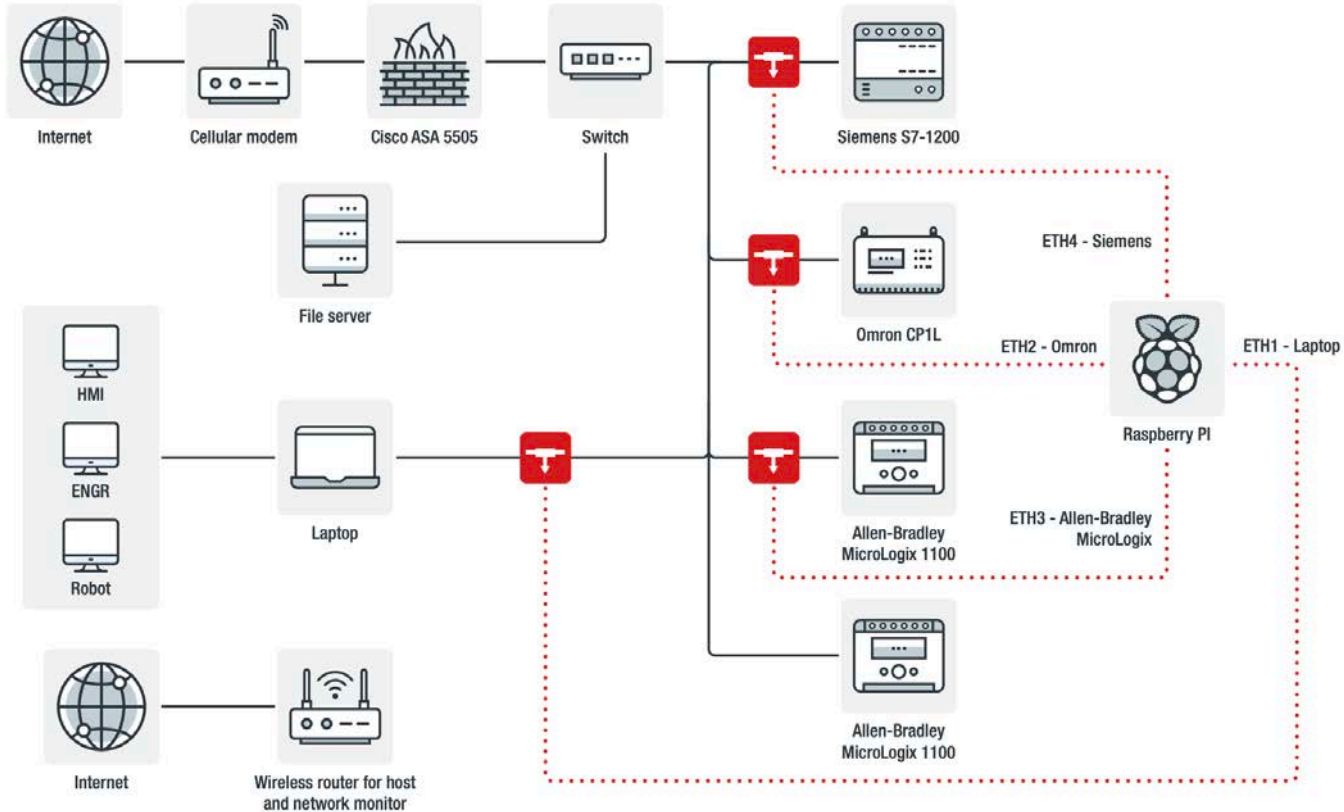 Internet
Cellular modem
Cisco ASA 5505
Switch
Siemens S7-1200
File server
ETH4 - Siemens
Omron CP1L
ETH2 - Omron
ETH1 - Laptop
Raspberry PI
HMI
ENGR
Robot
Laptop
Allen-Bradley
MicroLogix 1100
ETH3 - Allen-Bradley
MicroLogix
Allen-Bradley
MicroLogix 1100
Internet
Wireless router for host
and network monitor